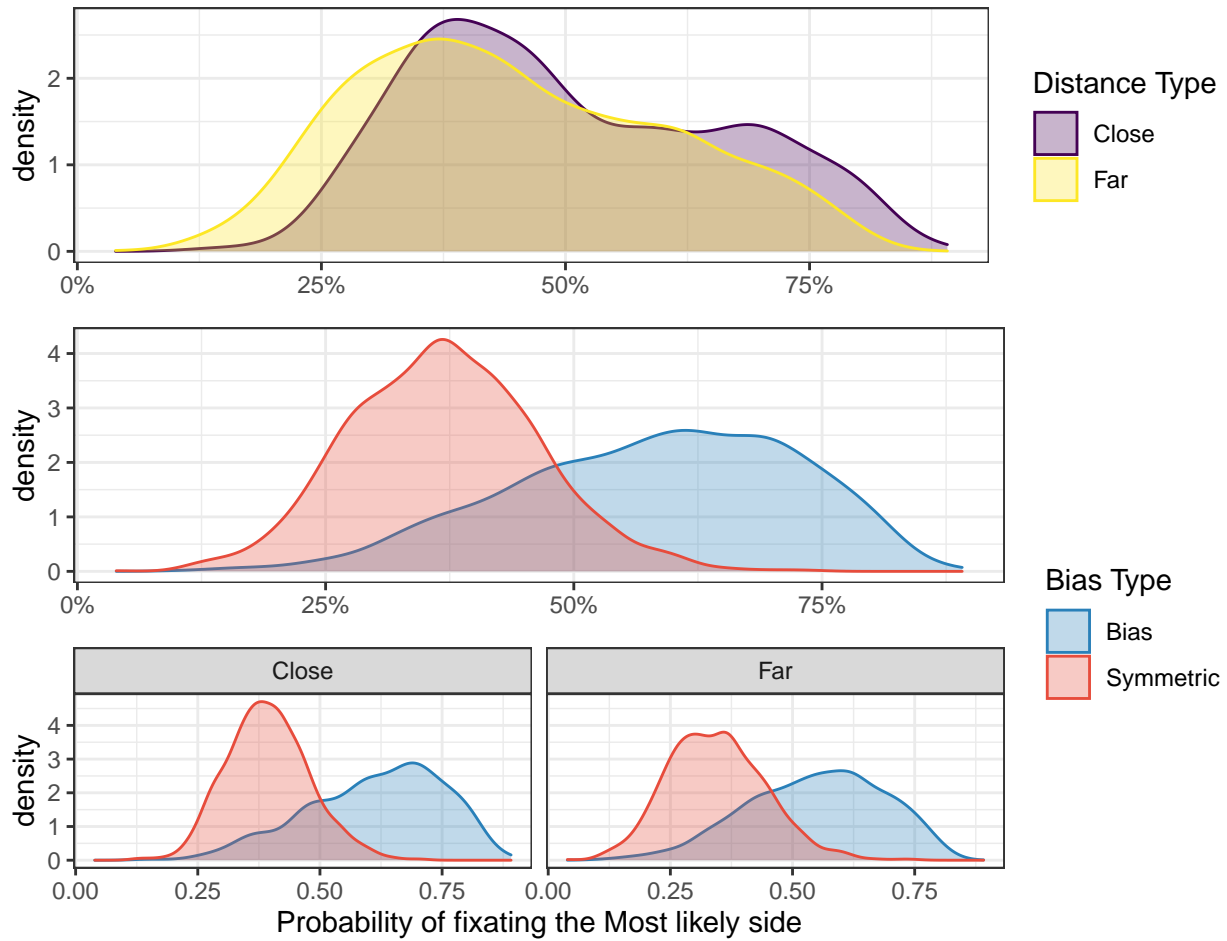 density
2
1
0
0%
25%
50%
75%
Distance Type
Close
Far
density
4
3
2
1
0
0%
25%
50%
75%
Bias Type
Bias
Symmetric
Close
Far
density
4
3
2
1
0
0.00
0.25
0.50
0.75
0.00
0.25
0.50
0.75
Probability of fixating the Most likely side